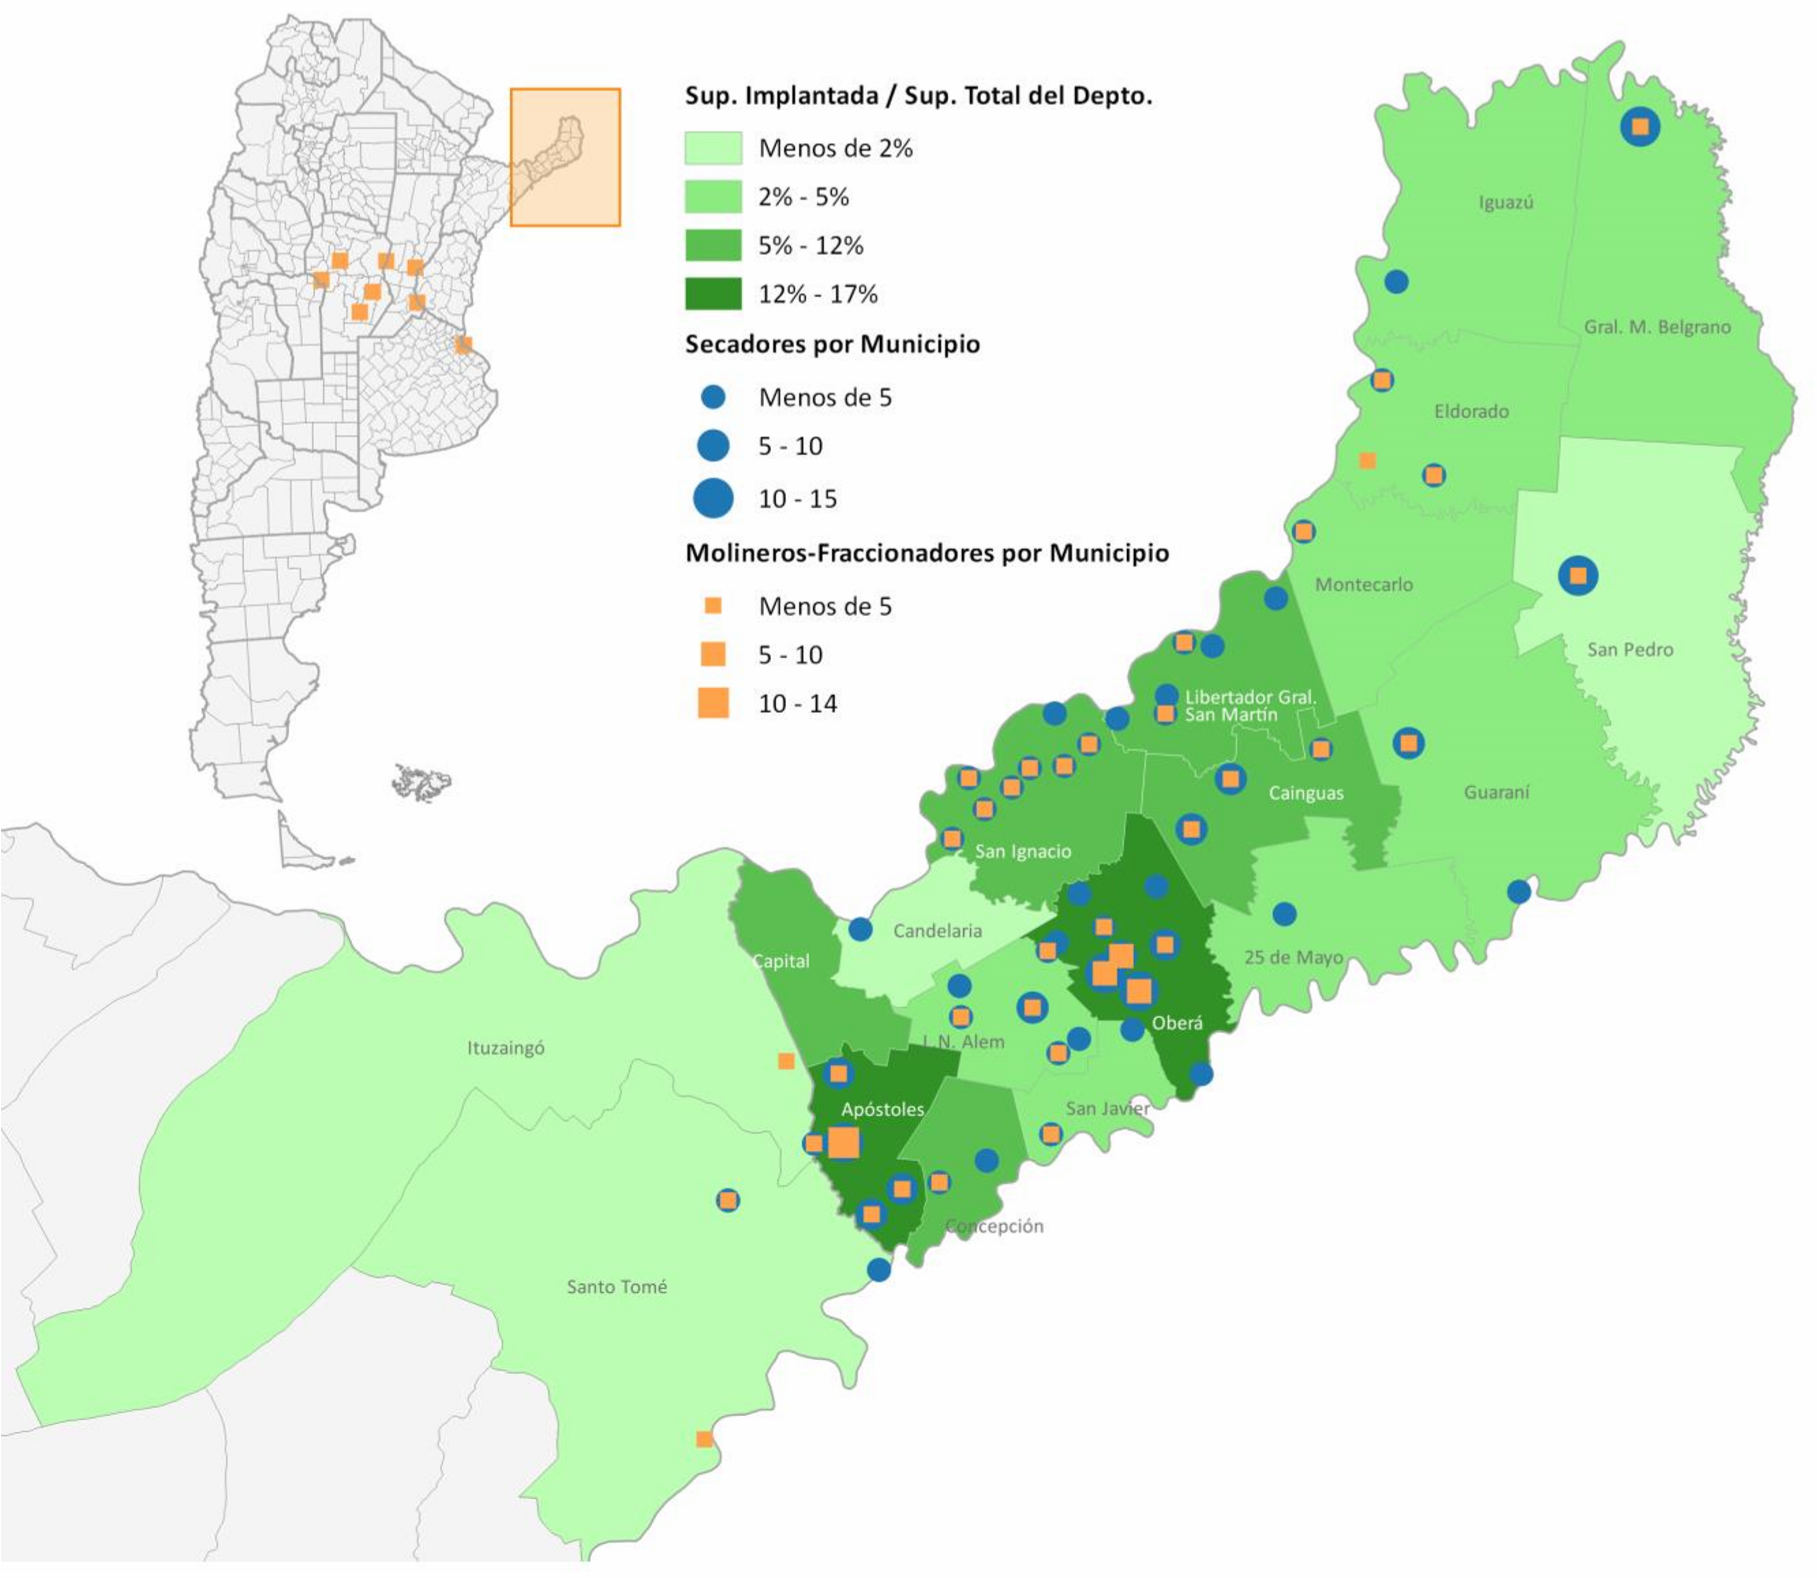 Sup. Implantada / Sup. Total del Depto.
Menos de 2%
2% - 5%
5% - 12%
12% - 17%
Secadores por Municipio
Menos de 5
5 - 10
10 - 15
Molineros-Fraccionadores por Municipio
Menos de 5
5 - 10
10 - 14
Iguazú
Gral. M. Belgrano
Eldorado
Montecarlo
San Pedro
Libertador Gral.
San Martín
Cainguas
Guaraní
San Ignacio
Candelaria
Capital
25 de Mayo
Oberá
L.N. Alem
Ituzaingó
Apóstoles
San Javier
Concepción
Santo Tomé